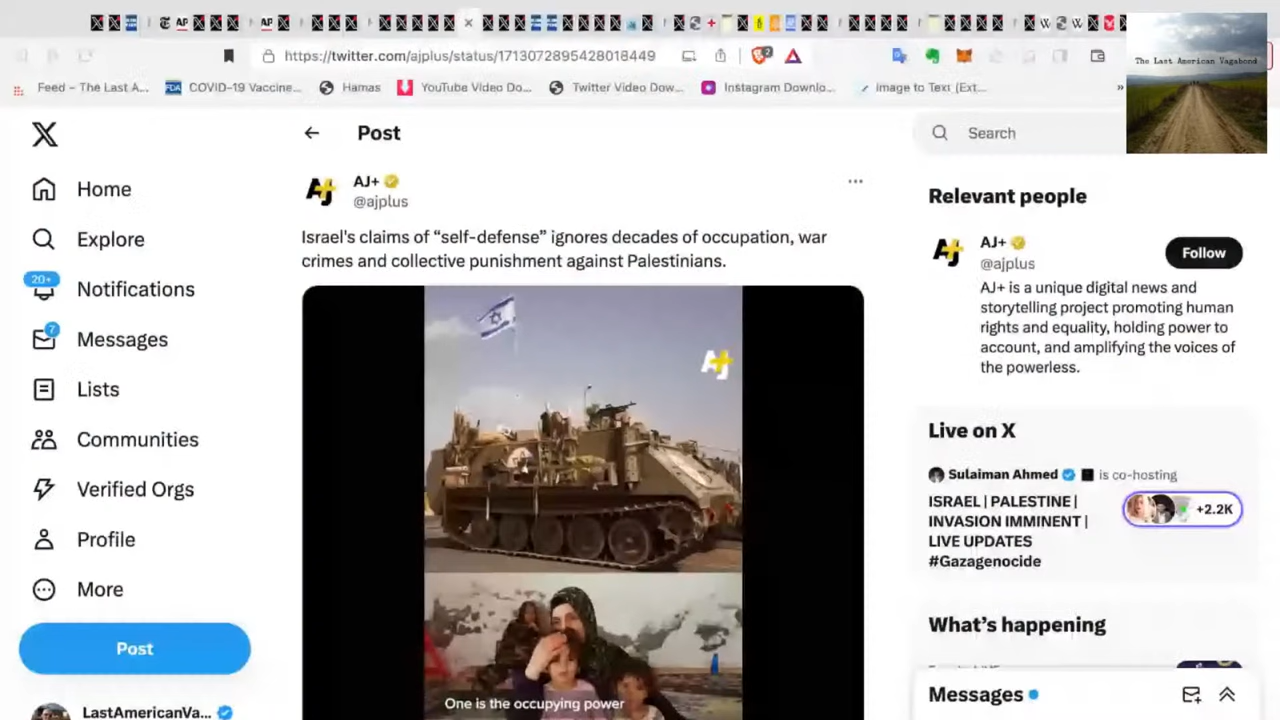 The Last American Vagabond
https://twitter.com/ajplus/status/1713072895428018449
2
Feed – The Last A...
FDA COVID-19 Vaccine...
Hamas
YouTube Video Do...
Twitter Video Dow...
Instagram Downlo...
Image to Text (Ext...
»
X
Home
Explore
20+
Notifications
7
Messages
Lists
Communities
Verified Orgs
Profile
More
Post
LastAmericanVa...
Post
AJ+
@ajplus
Israel's claims of “self-defense” ignores decades of occupation, war
crimes and collective punishment against Palestinians.
AJ+
One is the occupying power
Search
Relevant people
AJ+
@ajplus
Follow
AJ+ is a unique digital news and
storytelling project promoting human
rights and equality, holding power to
account, and amplifying the voices of
the powerless.
Live on X
Sulaiman Ahmed is co-hosting
ISRAEL | PALESTINE |
INVASION IMMINENT |
LIVE UPDATES
#Gazagenocide
+2.2K
What’s happening
Messages